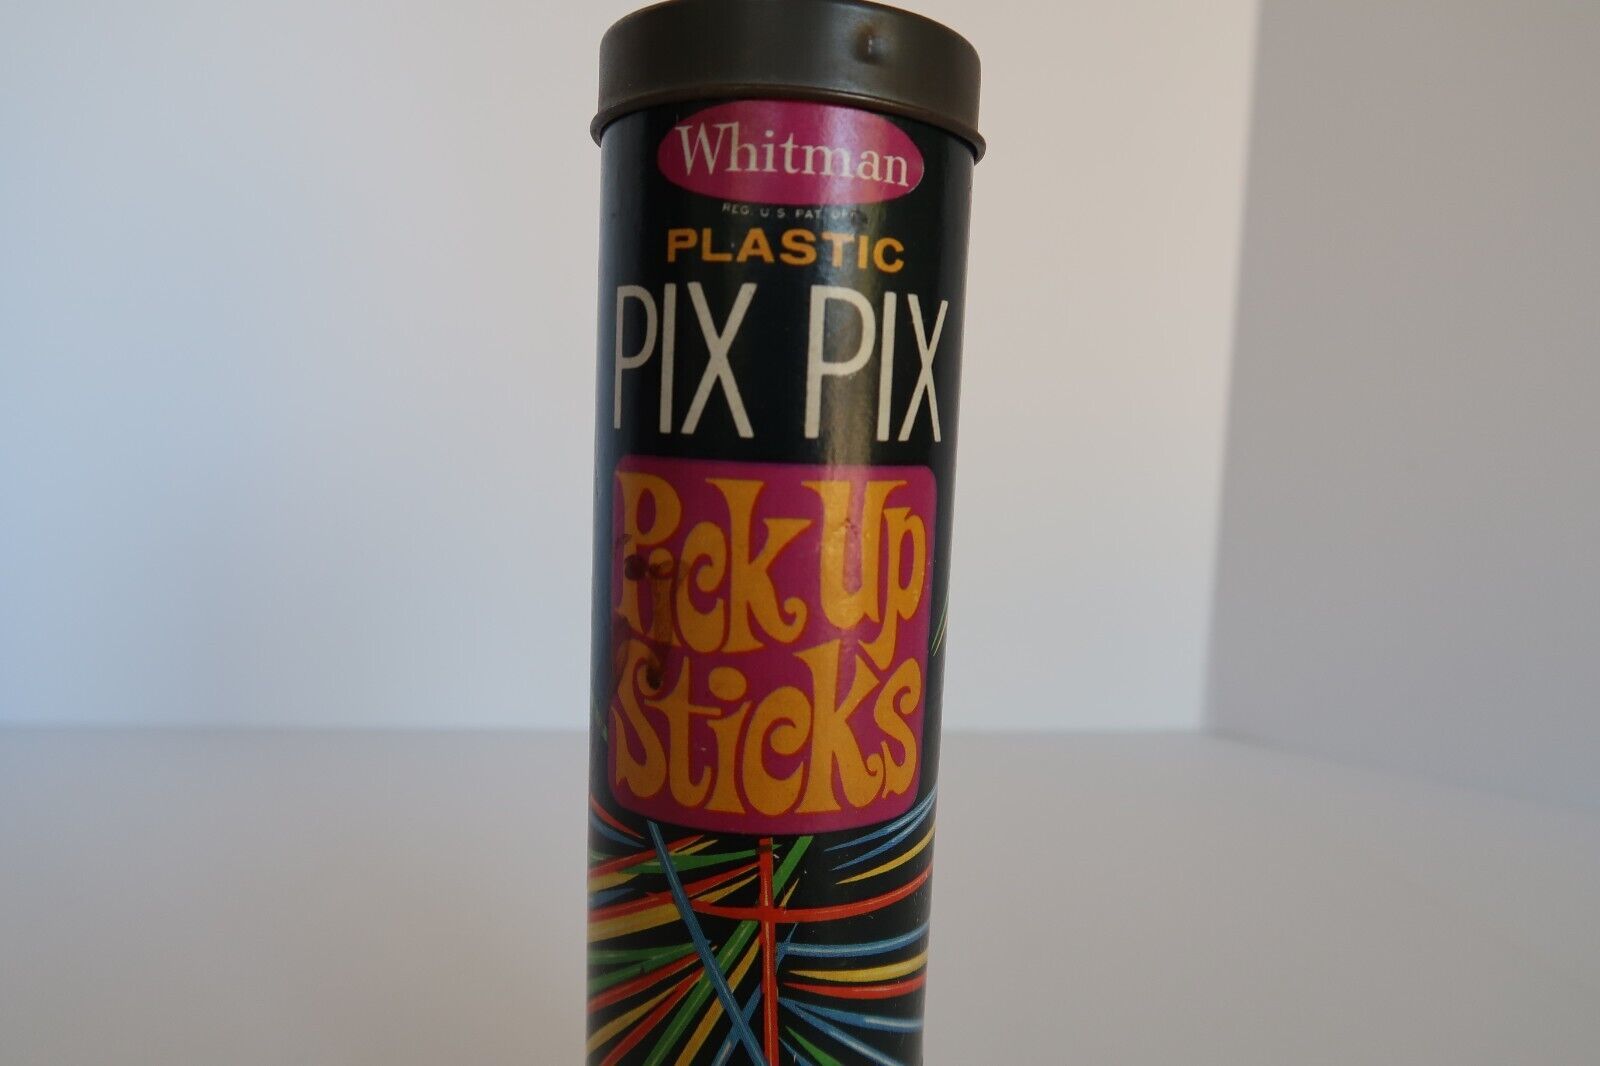 Whitman
REG. U.S. PAT. OFF.
PLASTIC
PIX PIX
Pick Up
Sticks